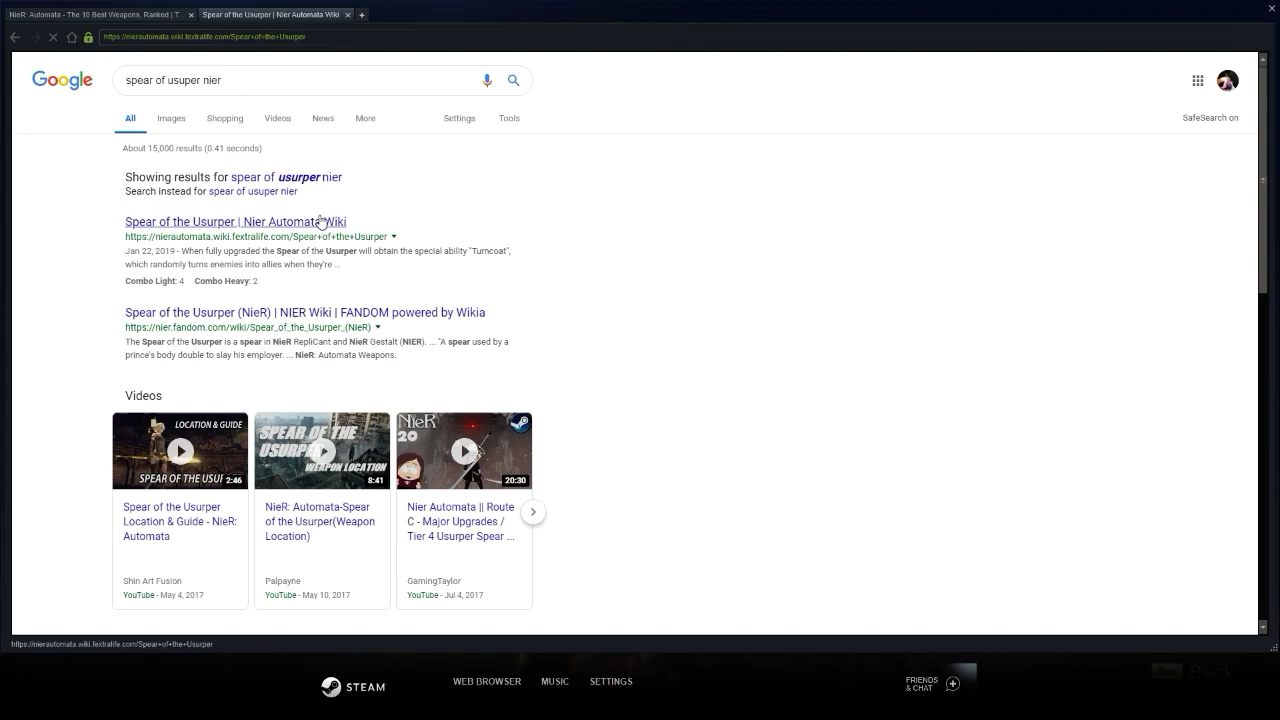 NieR: Automata - The 10 Best Weapons, Ranked | T...
Spear of the Usurper | Nier Automata Wiki
https://nierautomata.wiki.fextralife.com/Spear+of+the+Usurper
Google
spear of usuper nier
All Images Shopping Videos News More Settings Tools
SafeSearch on
About 15,000 results (0.41 seconds)
Showing results for spear of usurper nier
Search instead for spear of usuper nier
Spear of the Usurper | Nier Automata Wiki
https://nierautomata.wiki.fextralife.com/Spear+of+the+Usurper
Jan 22, 2019 - When fully upgraded the Spear of the Usurper will obtain the special ability "Turncoat",
which randomly turns enemies into allies when they're ...
Combo Light: 4 Combo Heavy: 2
Spear of the Usurper (NieR) | NIER Wiki | FANDOM powered by Wikia
https://nier.fandom.com/wiki/Spear_of_the_Usurper_(NieR)
The Spear of the Usurper is a spear in NieR RepliCant and NieR Gestalt (NIER). ... "A spear used by a
prince's body double to slay his employer. ... NieR: Automata Weapons.
Videos
LOCATION & GUIDE
SPEAR OF THE USUR
2:46
SPEAR OF THE
USURPER
WEAPON LOCATION
8:41
NieR
20
20:30
Spear of the Usurper
Location & Guide - NieR:
Automata
Shin Art Fusion
YouTube - May 4, 2017
NieR: Automata-Spear
of the Usurper(Weapon
Location)
Palpayne
YouTube - May 10, 2017
Nier Automata || Route
C - Major Upgrades /
Tier 4 Usurper Spear ...
GamingTaylor
YouTube - Jul 4, 2017
https://nierautomata.wiki.fextralife.com/Spear+of+the+Usurper
STEAM
WEB BROWSER MUSIC SETTINGS
FRIENDS
& CHAT
Back